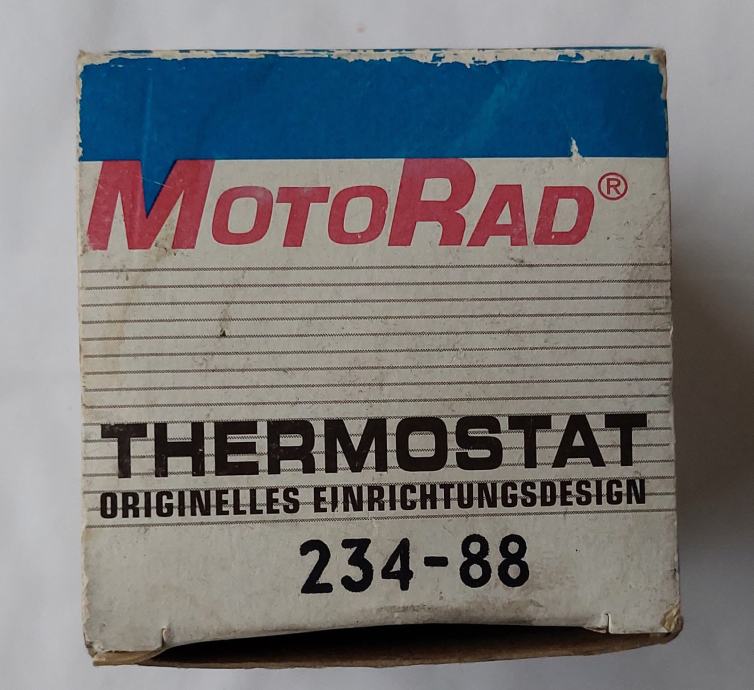 MOTORAD®
THERMOSTAT
ORIGINELLES EINRICHTUNGSDESIGN
234-88